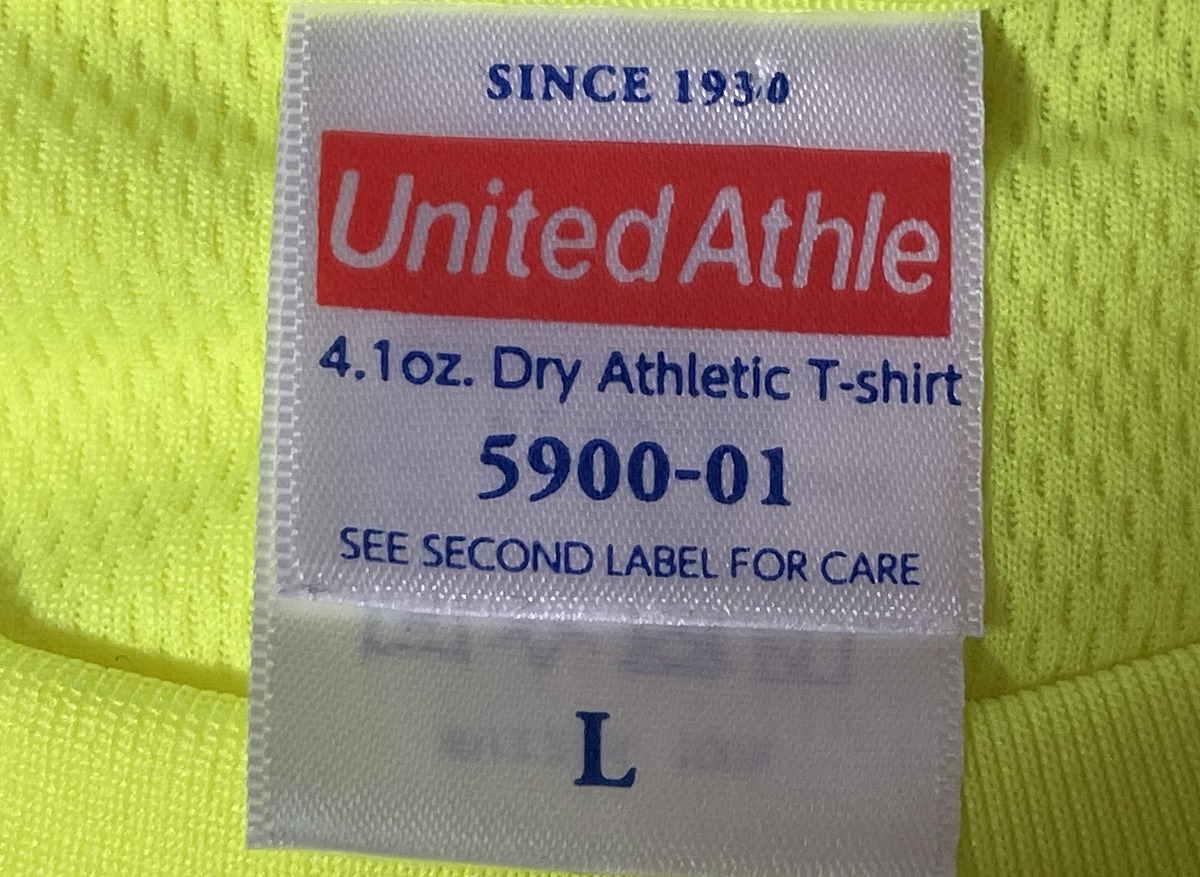 SINCE 1930
United Athle
4.1oz. Dry Athletic T-shirt
5900-01
SEE SECOND LABEL FOR CARE
L